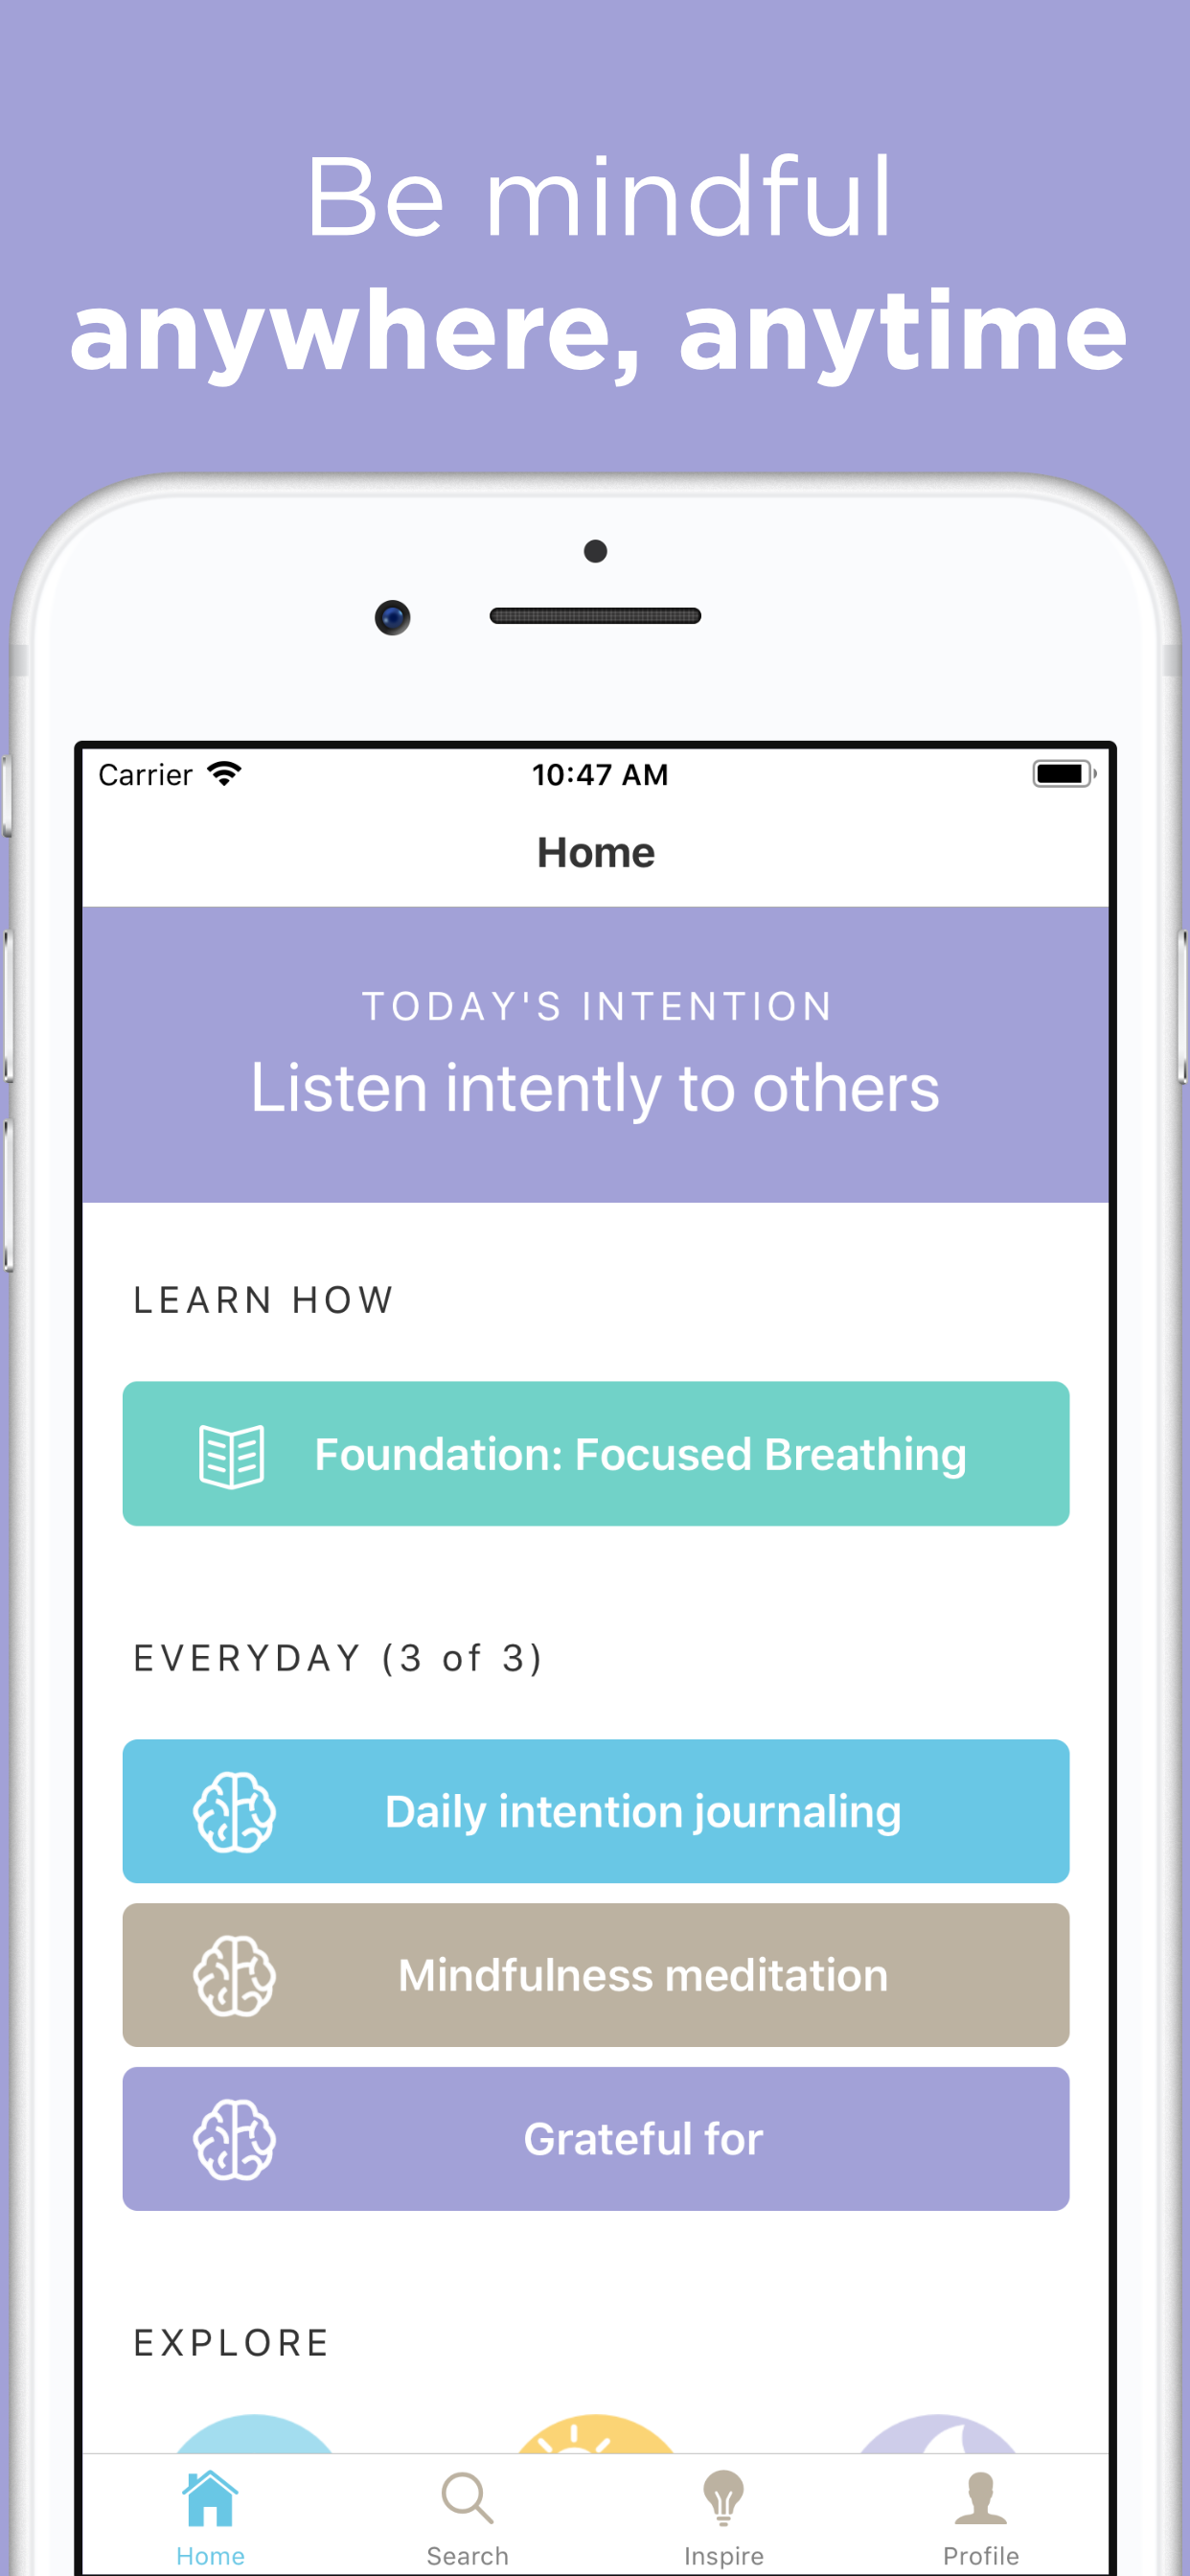 Be mindful
anywhere, anytime
Carrier 10:47 AM
Home
TODAY'S INTENTION
Listen intently to others
LEARN HOW
Foundation: Focused Breathing
EVERYDAY (3 of 3)
Daily intention journaling
Mindfulness meditation
Grateful for
EXPLORE
Home Search Inspire Profile